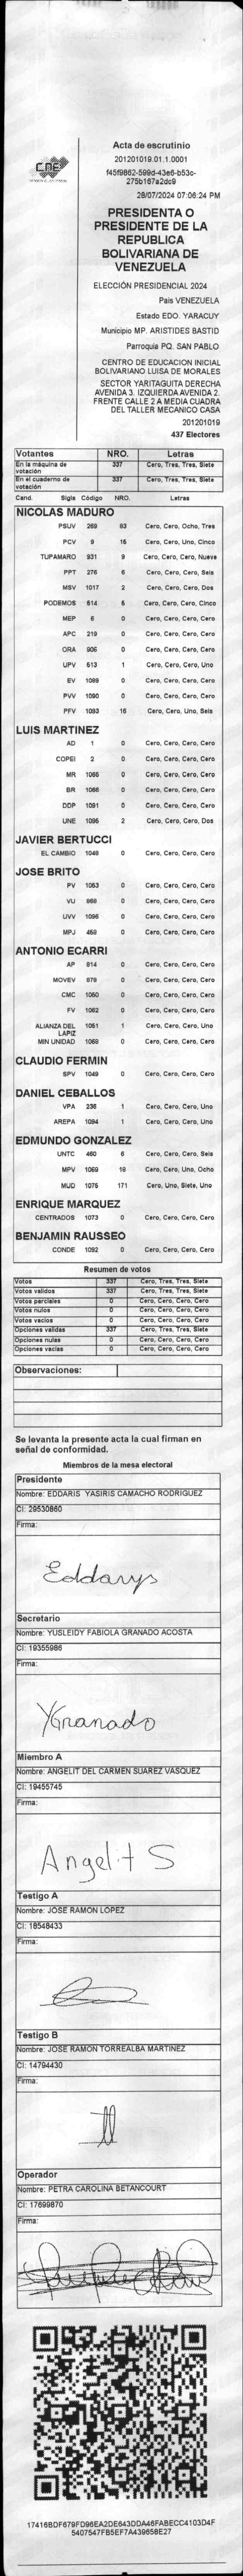 CNE
Acta de escrutinio
201201019.01.1.0001
f45f9862-599d-43e6-b53c-
275b167a2dc9
28/07/2024 07:06:24 PM
PRESIDENTA O
PRESIDENTE DE LA
REPUBLICA
BOLIVARIANA DE
VENEZUELA
ELECCIÓN PRESIDENCIAL 2024
Pais VENEZUELA
Estado EDO. YARACUY
Municipio MP. ARISTIDES BASTID
Parroquia PQ. SAN PABLO
CENTRO DE EDUCACION INICIAL
BOLIVARIANO LUISA DE MORALES
SECTOR YARITAGUITA DERECHA
AVENIDA 3. IZQUIERDA AVENIDA 2.
FRENTE CALLE 2 A MEDIA CUADRA
DEL TALLER MECANICO CASA
201201019
437 Electores
Votantes NRO. Letras
En la máquina de votación 337 Cero, Tres, Tres, Siete
En el cuaderno de votación 337 Cero, Tres, Tres, Siete
Cand. Sigls Código NRO. Letras
NICOLAS MADURO
PSUV 269 83 Cero, Cero, Ocho, Tres
PCV 9 15 Cero, Cero, Uno, Cinco
TUPAMARO 931 9 Cero, Cero, Cero, Nueve
PPT 276 6 Cero, Cero, Cero, Seis
MSV 1017 2 Cero, Cero, Cero, Dos
PODEMOS 514 5 Cero, Cero, Cero, Cinco
MEP 6 0 Cero, Cero, Cero, Cero
APC 219 0 Cero, Cero, Cero, Cero
ORA 906 0 Cero, Cero, Cero, Cero
UPV 513 1 Cero, Cero, Cero, Uno
EV 1089 0 Cero, Cero, Cero, Cero
PVV 1090 0 Cero, Cero, Cero, Cero
PFV 1093 16 Cero, Cero, Uno, Seis
LUIS MARTINEZ
AD 1 0 Cero, Cero, Cero, Cero
COPEI 2 0 Cero, Cero, Cero, Cero
MR 1065 0 Cero, Cero, Cero, Cero
BR 1066 0 Cero, Cero, Cero, Cero
DDP 1091 0 Cero, Cero, Cero, Cero
UNE 1095 2 Cero, Cero, Cero, Dos
JAVIER BERTUCCI
EL CAMBIO 1048 0 Cero, Cero, Cero, Cero
JOSE BRITO
PV 1053 0 Cero, Cero, Cero, Cero
VU 968 0 Cero, Cero, Cero, Cero
UVV 1096 0 Cero, Cero, Cero, Cero
MPJ 459 0 Cero, Cero, Cero, Cero
ANTONIO ECARRI
AP 814 0 Cero, Cero, Cero, Cero
MOVEV 978 0 Cero, Cero, Cero, Cero
CMC 1050 0 Cero, Cero, Cero, Cero
FV 1062 0 Cero, Cero, Cero, Cero
ALIANZA DEL LAPIZ 1051 1 Cero, Cero, Cero, Uno
MIN UNIDAD 1068 0 Cero, Cero, Cero, Cero
CLAUDIO FERMIN
SPV 1049 0 Cero, Cero, Cero, Cero
DANIEL CEBALLOS
VPA 236 1 Cero, Cero, Cero, Uno
AREPA 1094 1 Cero, Cero, Cero, Uno
EDMUNDO GONZALEZ
UNTC 460 6 Cero, Cero, Cero, Seis
MPV 1069 18 Cero, Cero, Uno, Ocho
MUD 1075 171 Cero, Uno, Siete, Uno
ENRIQUE MARQUEZ
CENTRADOS 1073 0 Cero, Cero, Cero, Cero
BENJAMIN RAUSSEO
CONDE 1092 0 Cero, Cero, Cero, Cero
Resumen de votos
Votos 337 Cero, Tres, Tres, Siete
Votos validos 337 Cero, Tres, Tres, Siete
Votos parciales 0 Cero, Cero, Cero, Cero
Votos nulos 0 Cero, Cero, Cero, Cero
Votos vacios 0 Cero, Cero, Cero, Cero
Opciones validas 337 Cero, Tres, Tres, Siete
Opciones nulas 0 Cero, Cero, Cero, Cero
Opciones vacias 0 Cero, Cero, Cero, Cero
Observaciones:
Se levanta la presente acta la cual firman en
señal de conformidad.
Miembros de la mesa electoral
Presidente
Nombre: EDDARIS YASIRIS CAMACHO RODRIGUEZ
CI: 29530860
Firma:
Eddarys
Secretario
Nombre: YUSLEIDY FABIOLA GRANADO ACOSTA
CI: 19355986
Firma:
YGranado
Miembro A
Nombre: ANGELIT DEL CARMEN SUAREZ VASQUEZ
CI: 19455745
Firma:
Angelit S
Testigo A
Nombre: JOSE RAMON LOPEZ
CI: 18548433
Firma:
Testigo B
Nombre: JOSE RAMON TORREALBA MARTINEZ
CI: 14794430
Firma:
Operador
Nombre: PETRA CAROLINA BETANCOURT
CI: 17699870
Firma:
17416BDF679FD96EA2DE643DDA46FABECC4103D4F
5407547FB5EF7A439658E27